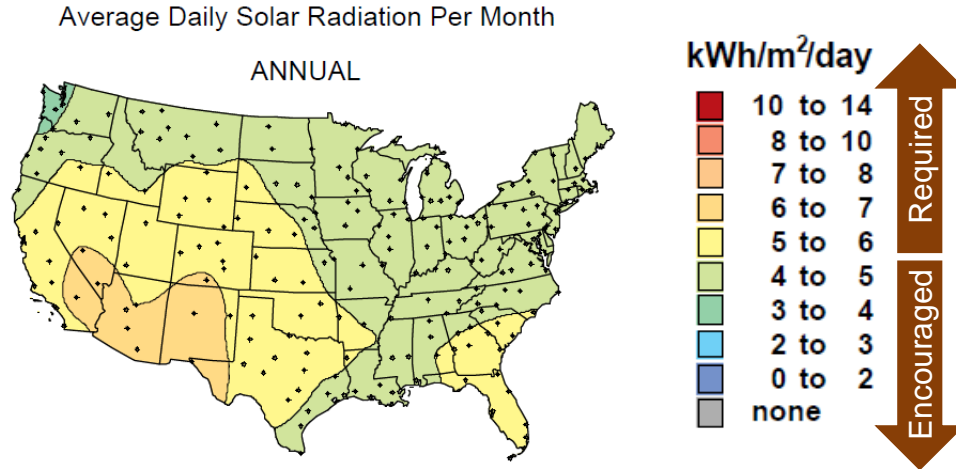 Average Daily Solar Radiation Per Month
ANNUAL
kWh/m²/day
10 to 14
8 to 10
7 to 8
6 to 7
5 to 6
4 to 5
3 to 4
2 to 3
0 to 2
none
Required
Encouraged